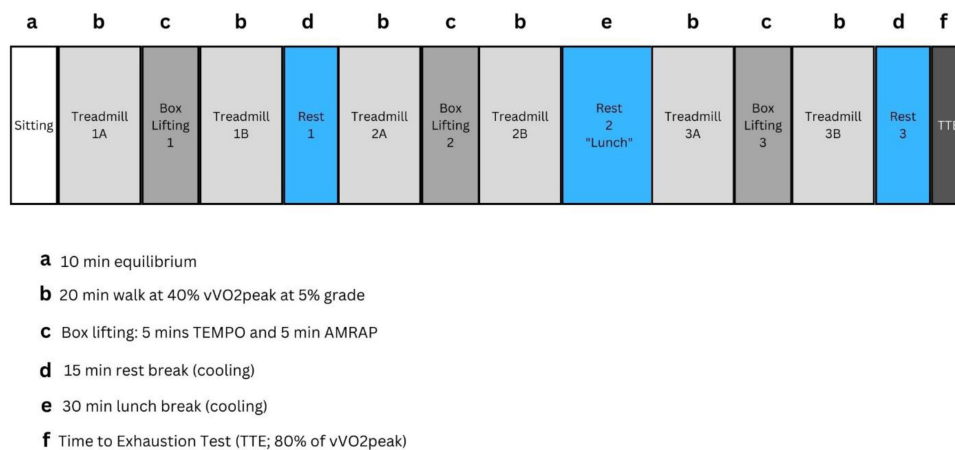 a b c b d b c b e b c b d f
Sitting
Treadmill
1A
Box
Lifting
1
Treadmill
1B
Rest
1
Treadmill
2A
Box
Lifting
2
Treadmill
2B
Rest
2
"Lunch"
Treadmill
3A
Box
Lifting
3
Treadmill
3B
Rest
3
TTE
a 10 min equilibrium
b 20 min walk at 40% vVO2peak at 5% grade
c Box lifting: 5 mins TEMPO and 5 min AMRAP
d 15 min rest break (cooling)
e 30 min lunch break (cooling)
f Time to Exhaustion Test (TTE; 80% of vVO2peak)